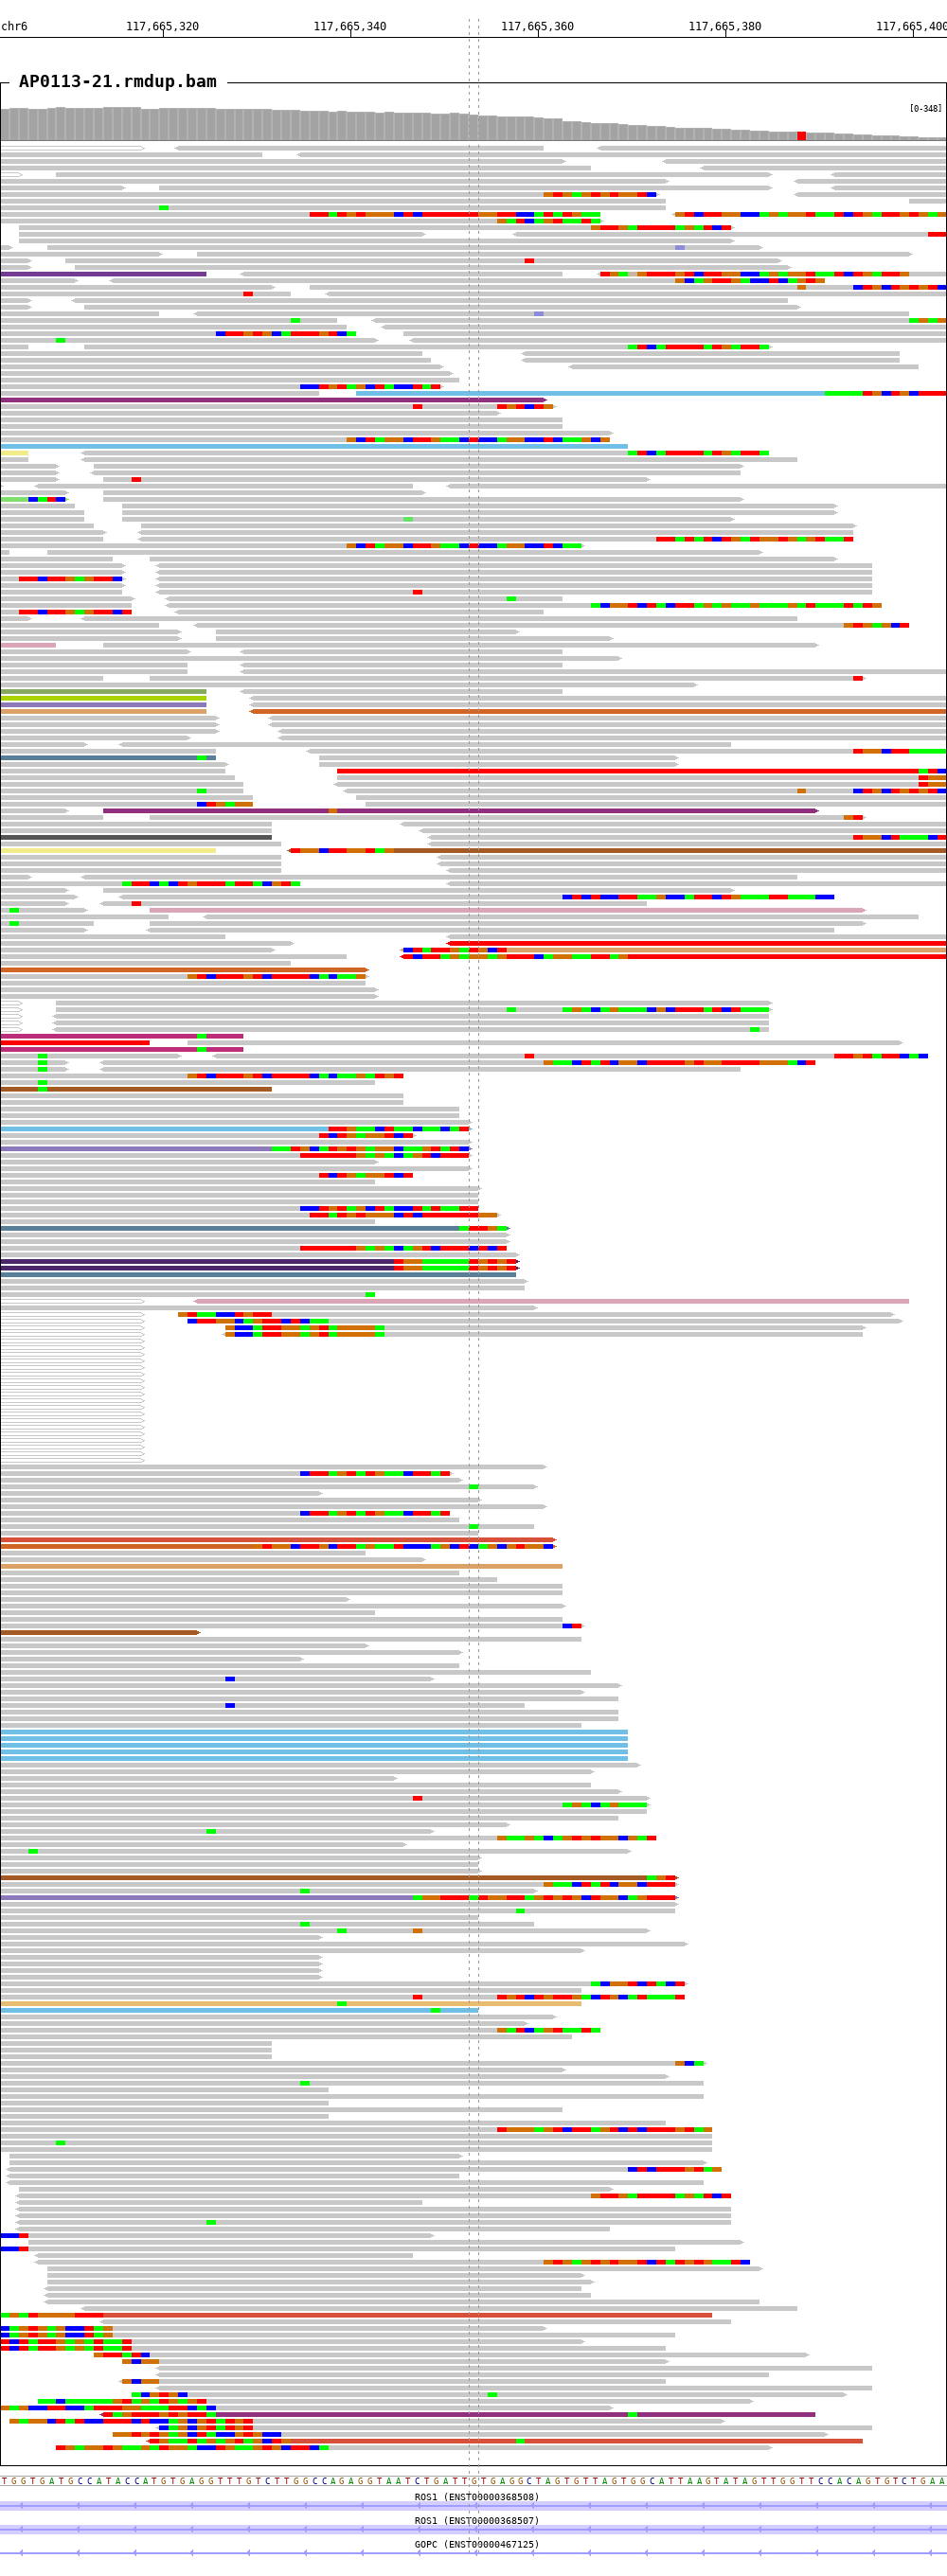 chr6 117,665,320 117,665,340 117,665,360 117,665,380 117,665,400
AP0113-21.rmdup.bam
[0-348]
T G G T G A T G C C A T A C C A T G T G A G G T T T G T C T T G G C C A G A G G T A A T C T G A T T G T G A G G C T A G T G T T A G T G G C A T T A A G T A T A G T T G G T T C C A C A G T G T C T G A A
ROS1 (ENST00000368508)
ROS1 (ENST00000368507)
GOPC (ENST00000467125)